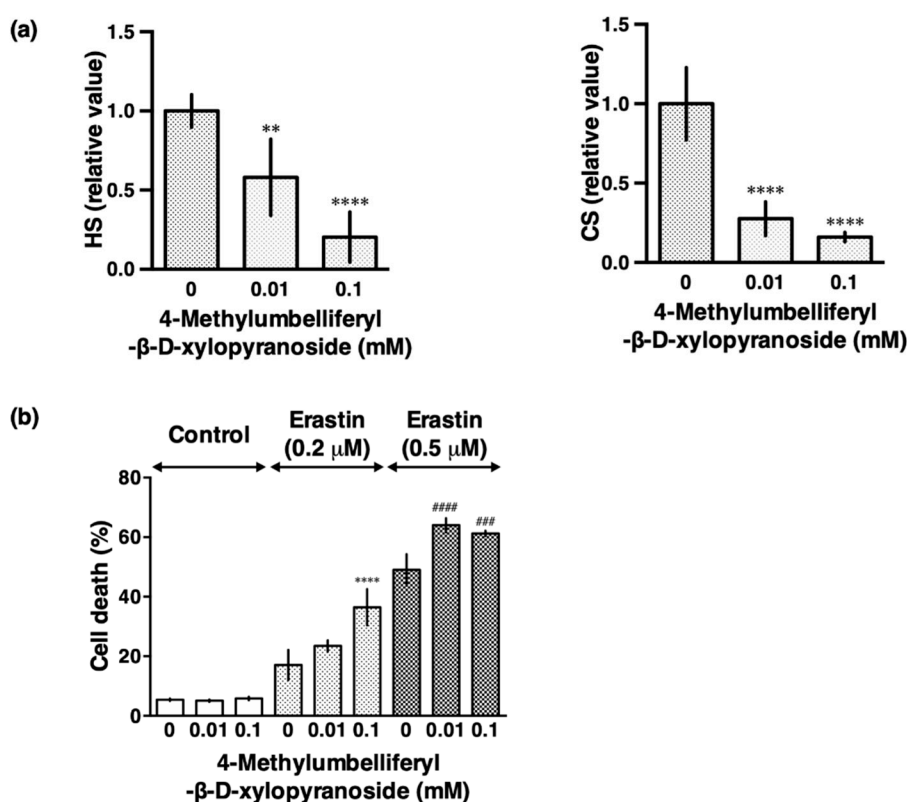 (a)
HS (relative value)
1.5
1.0
0.5
0.0
**
****
0 0.01 0.1
4-Methylumbelliferyl
-β-D-xylopyranoside (mM)
CS (relative value)
1.5
1.0
0.5
0.0
****
****
0 0.01 0.1
4-Methylumbelliferyl
-β-D-xylopyranoside (mM)
(b)
Control
Erastin
(0.2 μM)
Erastin
(0.5 μM)
Cell death (%)
80
60
40
20
0
****
####
###
0 0.01 0.1 0 0.01 0.1 0 0.01 0.1
4-Methylumbelliferyl
-β-D-xylopyranoside (mM)